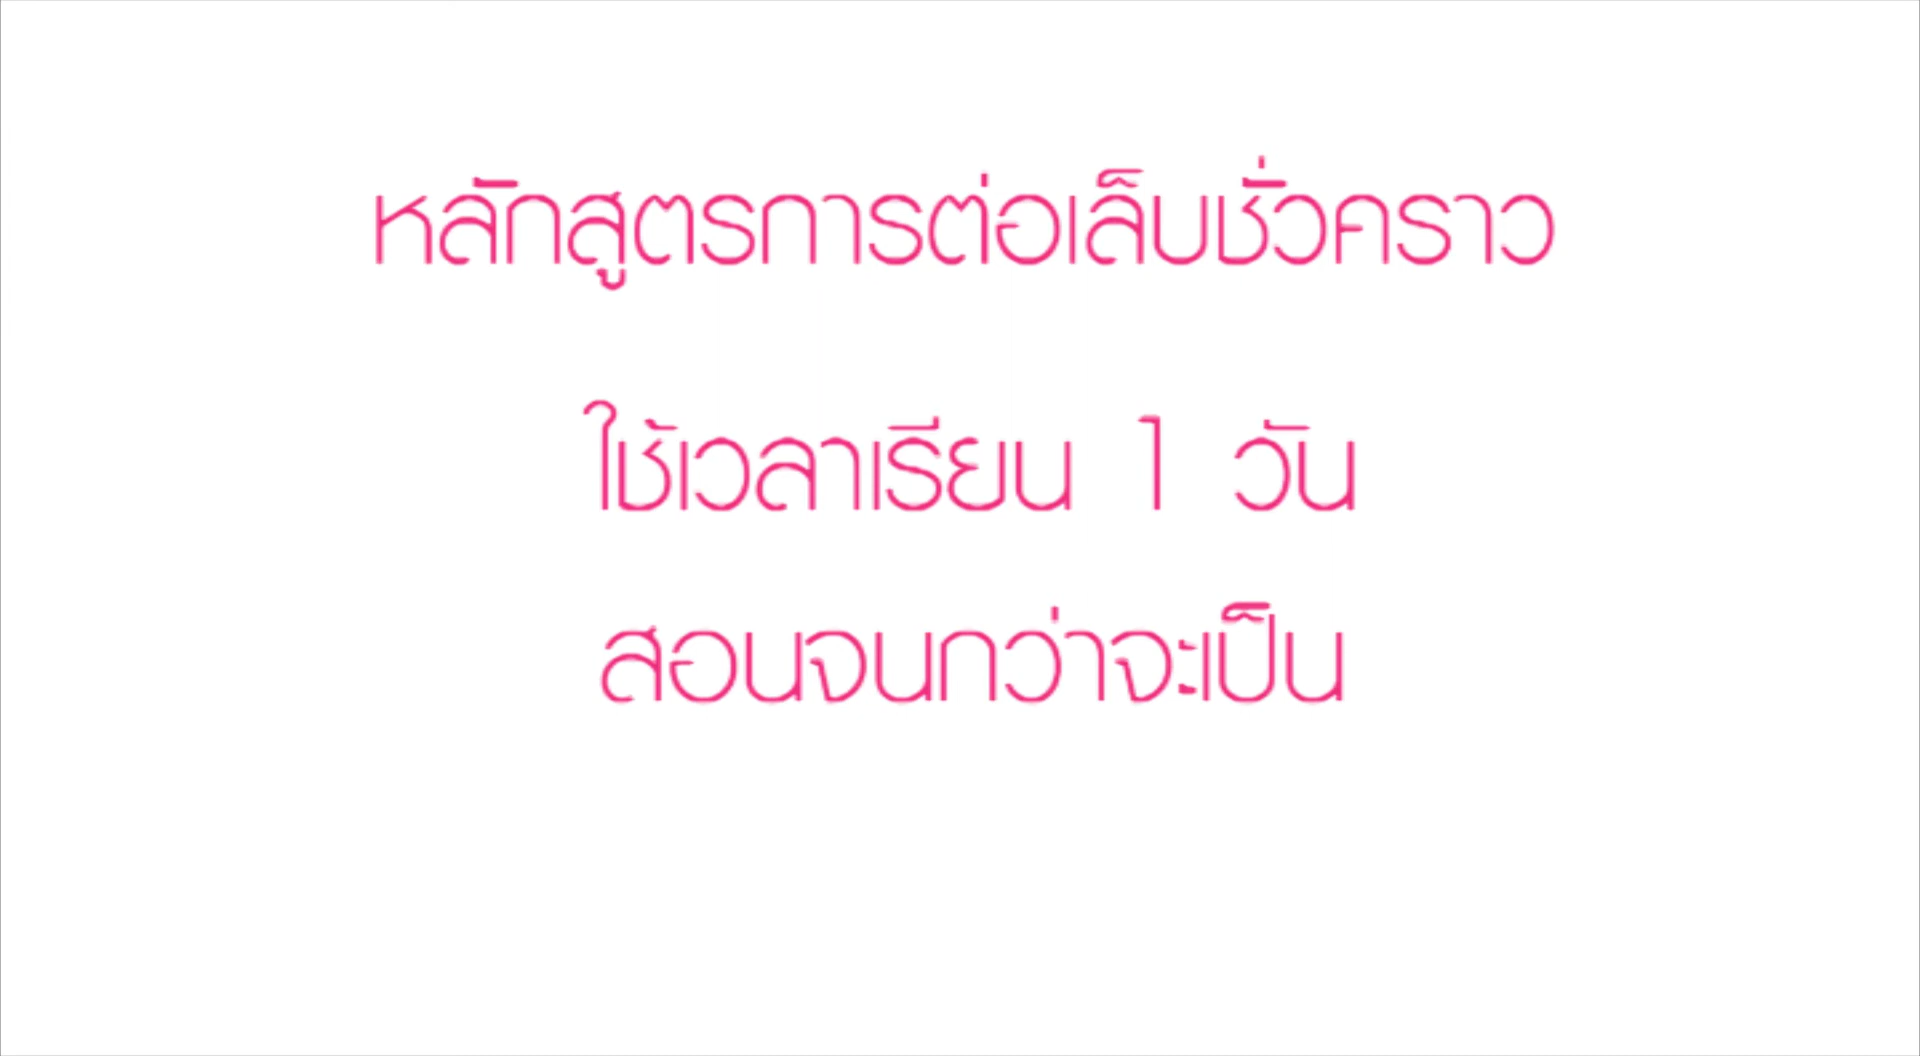 หลักสูตรการต่อเล็บชั่วคราว
ใช้เวลาเรียน 1 วัน
สอนจนกว่าจะเป็น